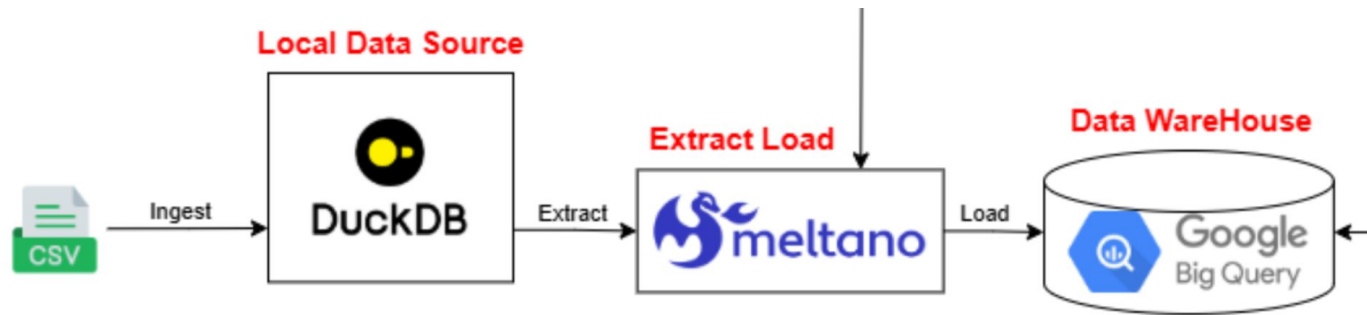 Local Data Source
Extract Load
Data WareHouse
CSV
Ingest
DuckDB
Extract
meltano
Load
Google
Big Query